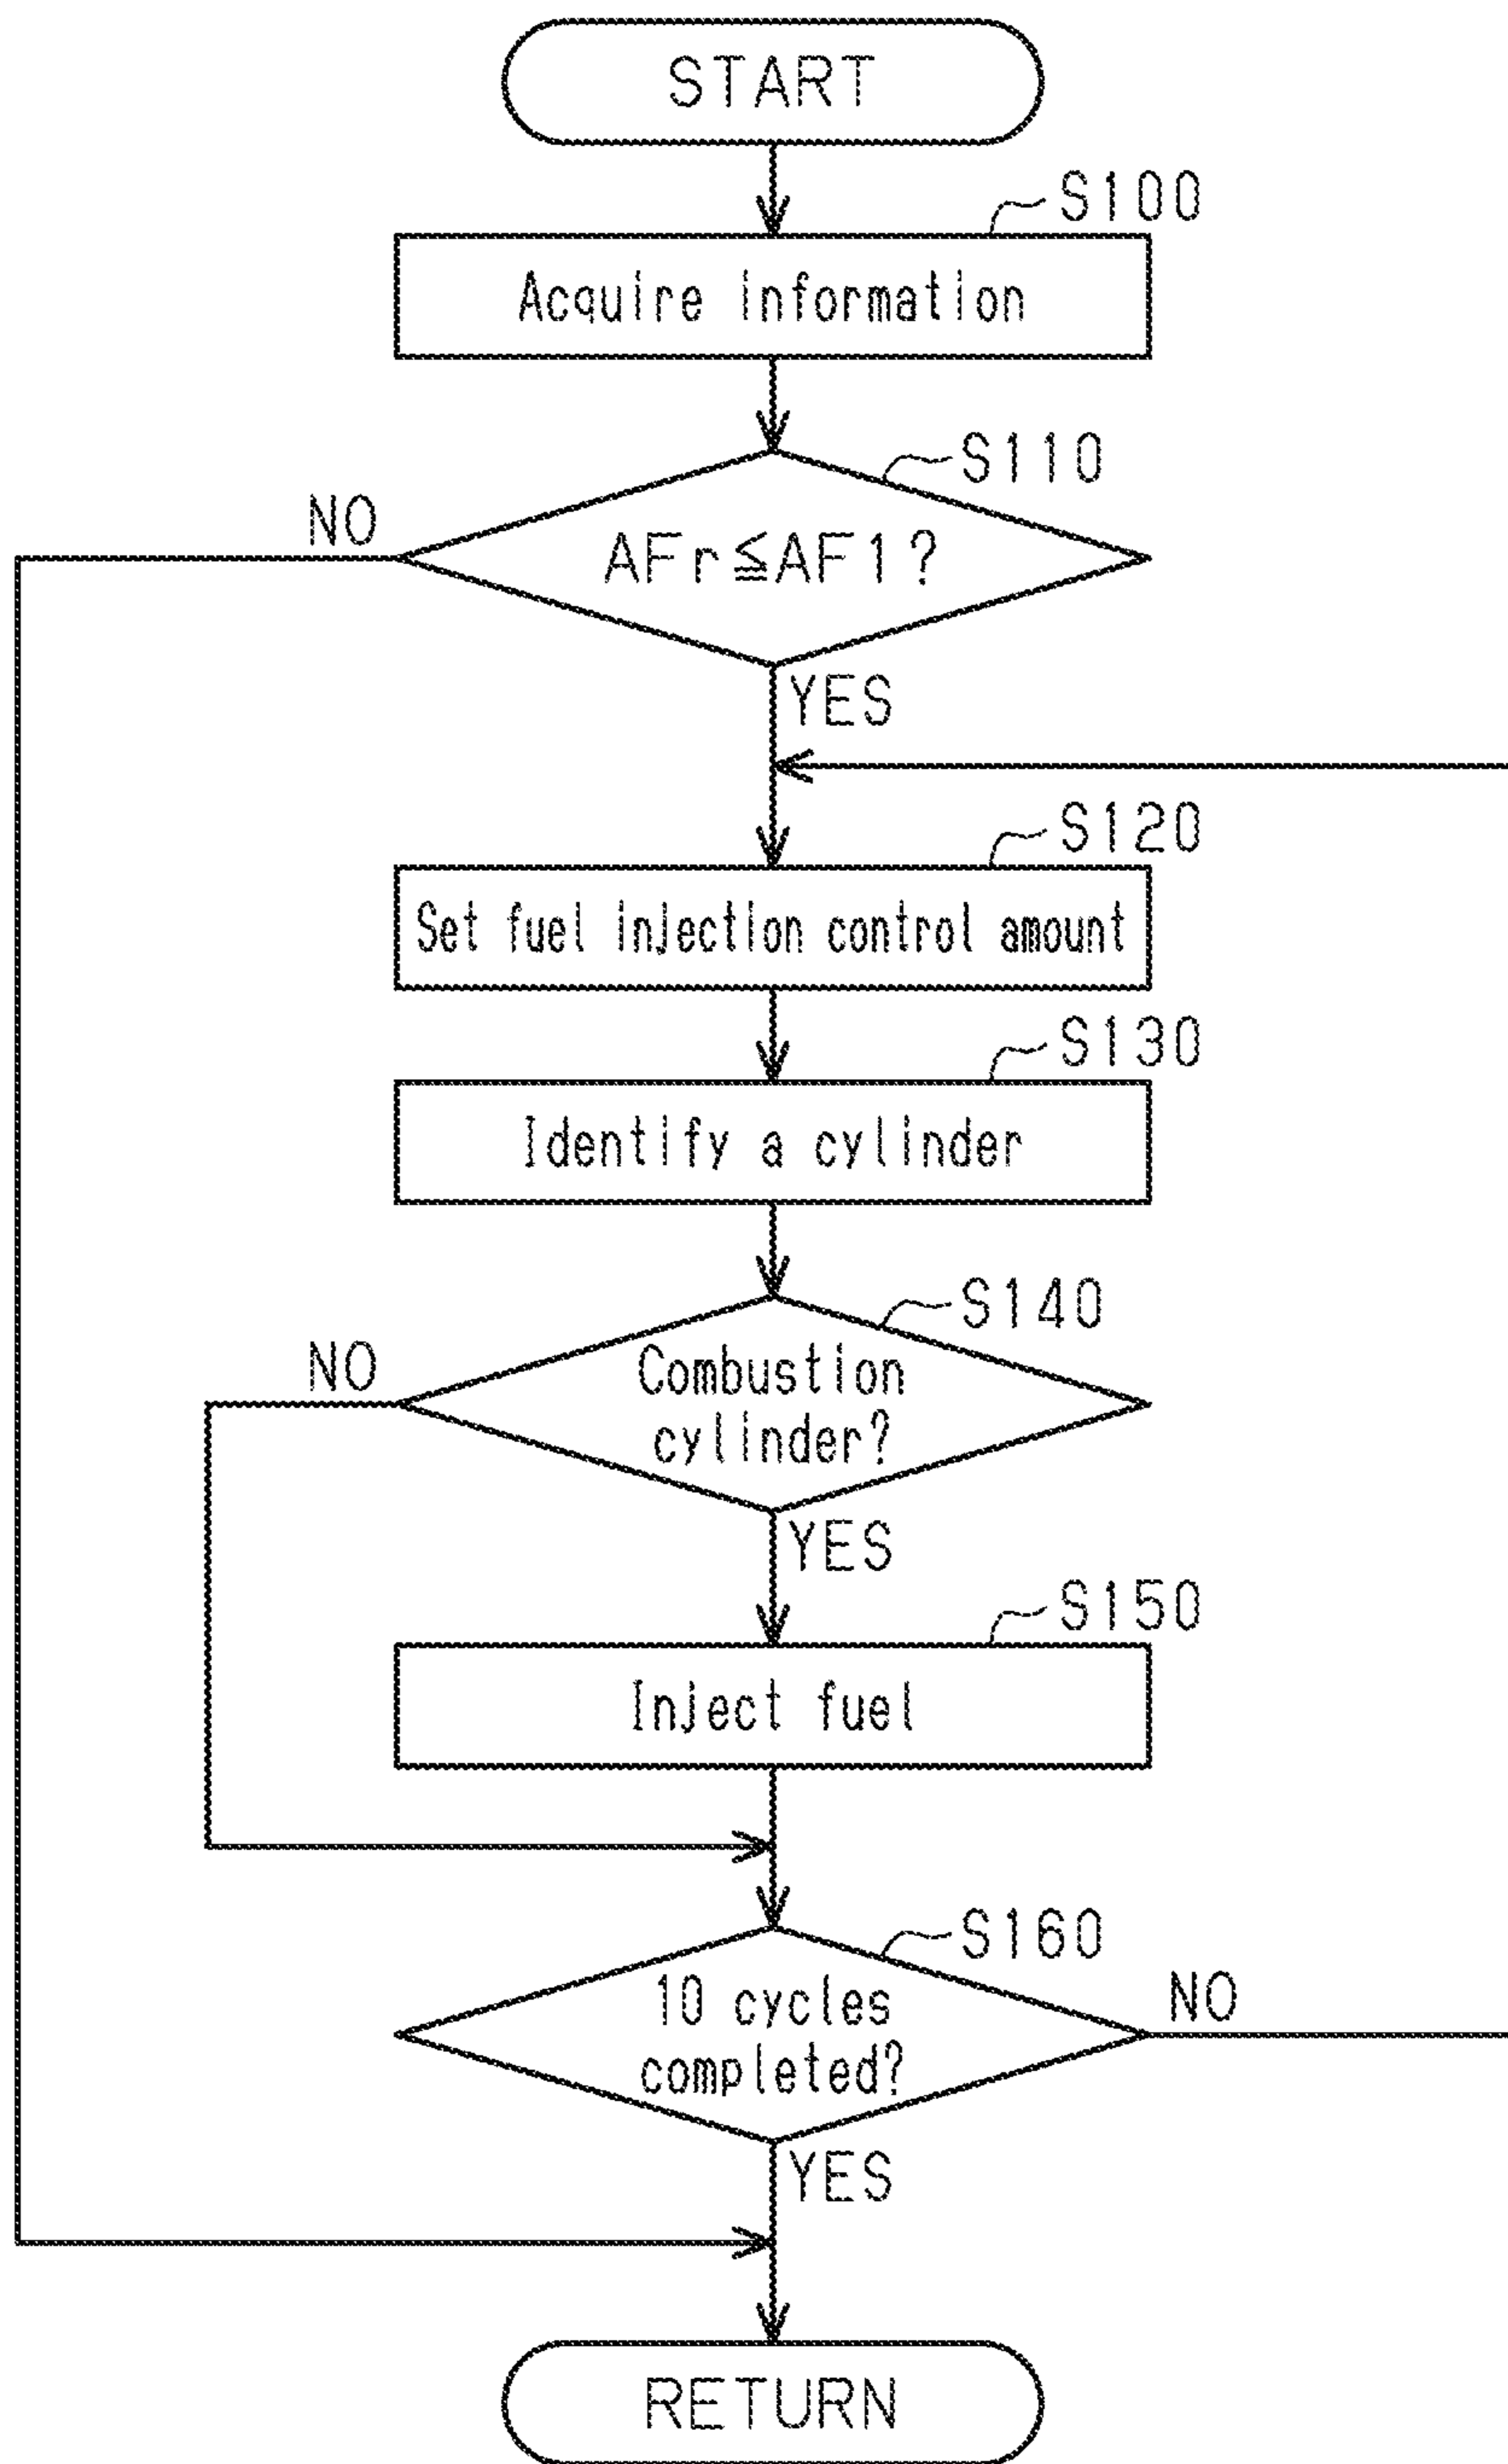 START
S100
Acquire information
S110
NO
AFr≦AF1?
YES
S120
Set fuel injection control amount
S130
Identify a cylinder
S140
NO
Combustion
cylinder?
YES
S150
Inject fuel
S160
10 cycles
completed?
NO
YES
RETURN